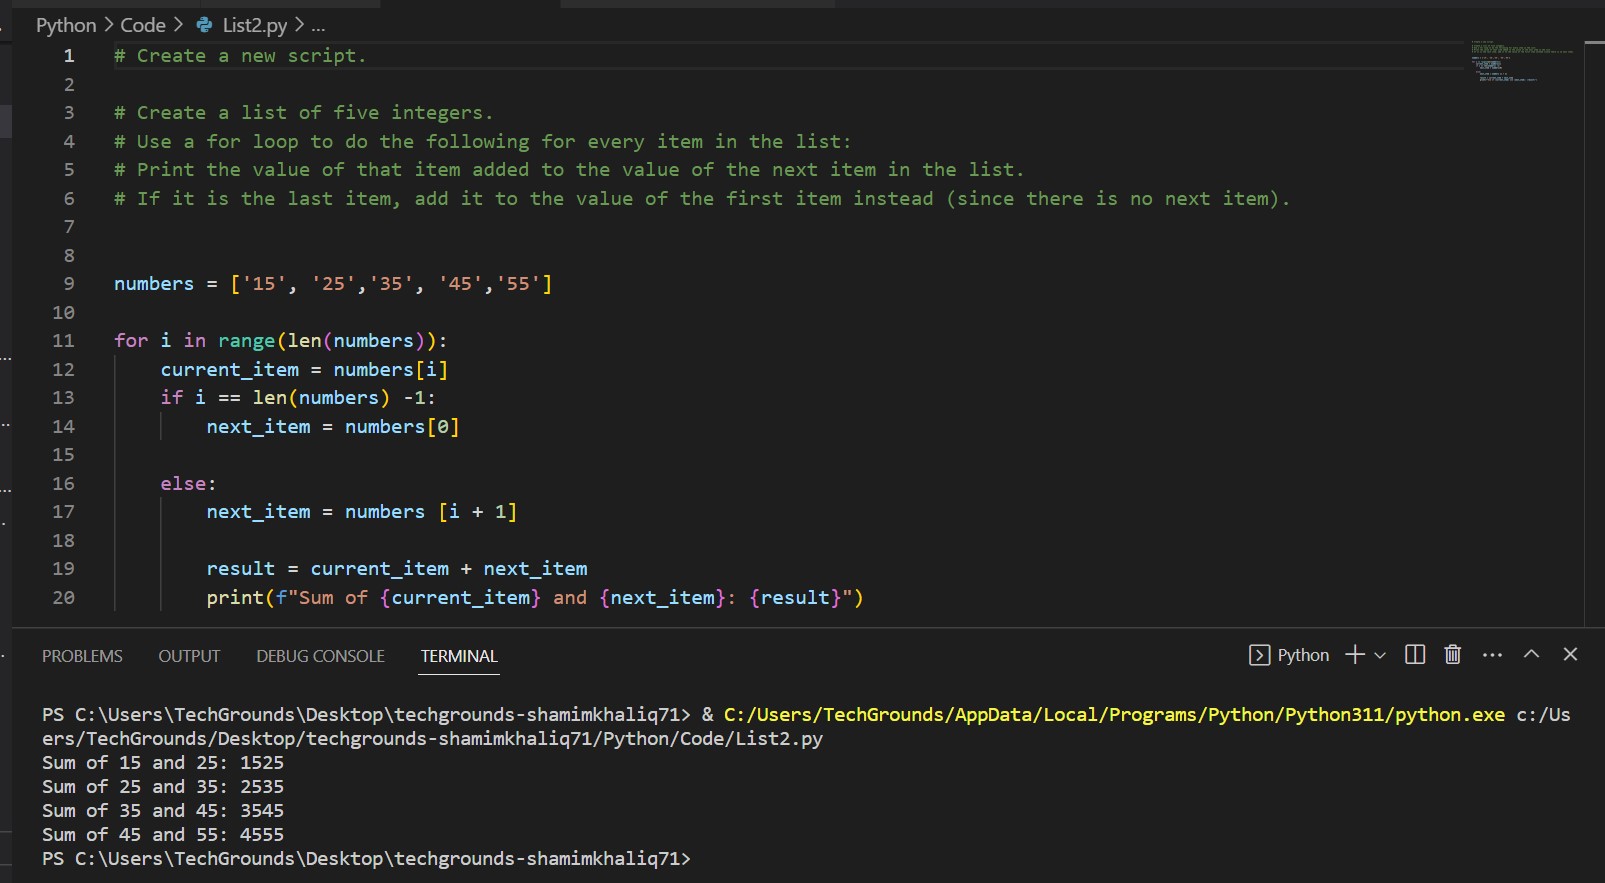 Python > Code > List2.py > ...
1 # Create a new script.
2
3 # Create a list of five integers.
4 # Use a for loop to do the following for every item in the list:
5 # Print the value of that item added to the value of the next item in the list.
6 # If it is the last item, add it to the value of the first item instead (since there is no next item).
7
8
9 numbers = ['15', '25','35', '45','55']
10
11 for i in range(len(numbers)):
12     current_item = numbers[i]
13     if i == len(numbers) -1:
14         next_item = numbers[0]
15
16     else:
17         next_item = numbers [i + 1]
18
19         result = current_item + next_item
20         print(f"Sum of {current_item} and {next_item}: {result}")
PROBLEMS OUTPUT DEBUG CONSOLE TERMINAL Python
PS C:\Users\TechGrounds\Desktop\techgrounds-shamimkhaliq71> & C:/Users/TechGrounds/AppData/Local/Programs/Python/Python311/python.exe c:/Us
ers/TechGrounds/Desktop/techgrounds-shamimkhaliq71/Python/Code/List2.py
Sum of 15 and 25: 1525
Sum of 25 and 35: 2535
Sum of 35 and 45: 3545
Sum of 45 and 55: 4555
PS C:\Users\TechGrounds\Desktop\techgrounds-shamimkhaliq71>